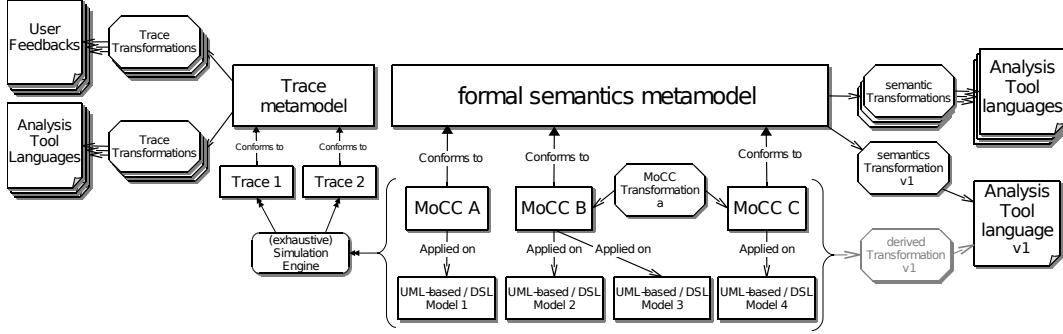 User
Feedbacks
Trace
Transformations
Analysis
Tool
Languages
Trace
Transformations
Trace
metamodel
Conforms to
Conforms to
Trace 1
Trace 2
(exhaustive)
Simulation
Engine
formal semantics metamodel
Conforms to
Conforms to
Conforms to
MoCC A
MoCC B
MoCC
Transformation
a
MoCC C
Applied on
Applied on
Applied on
Applied on
UML-based / DSL
Model 1
UML-based / DSL
Model 2
UML-based / DSL
Model 3
UML-based / DSL
Model 4
semantic
Transformations
Analysis
Tool
languages
semantics
Transformation
v1
derived
Transformation
v1
Analysis
Tool
language
v1